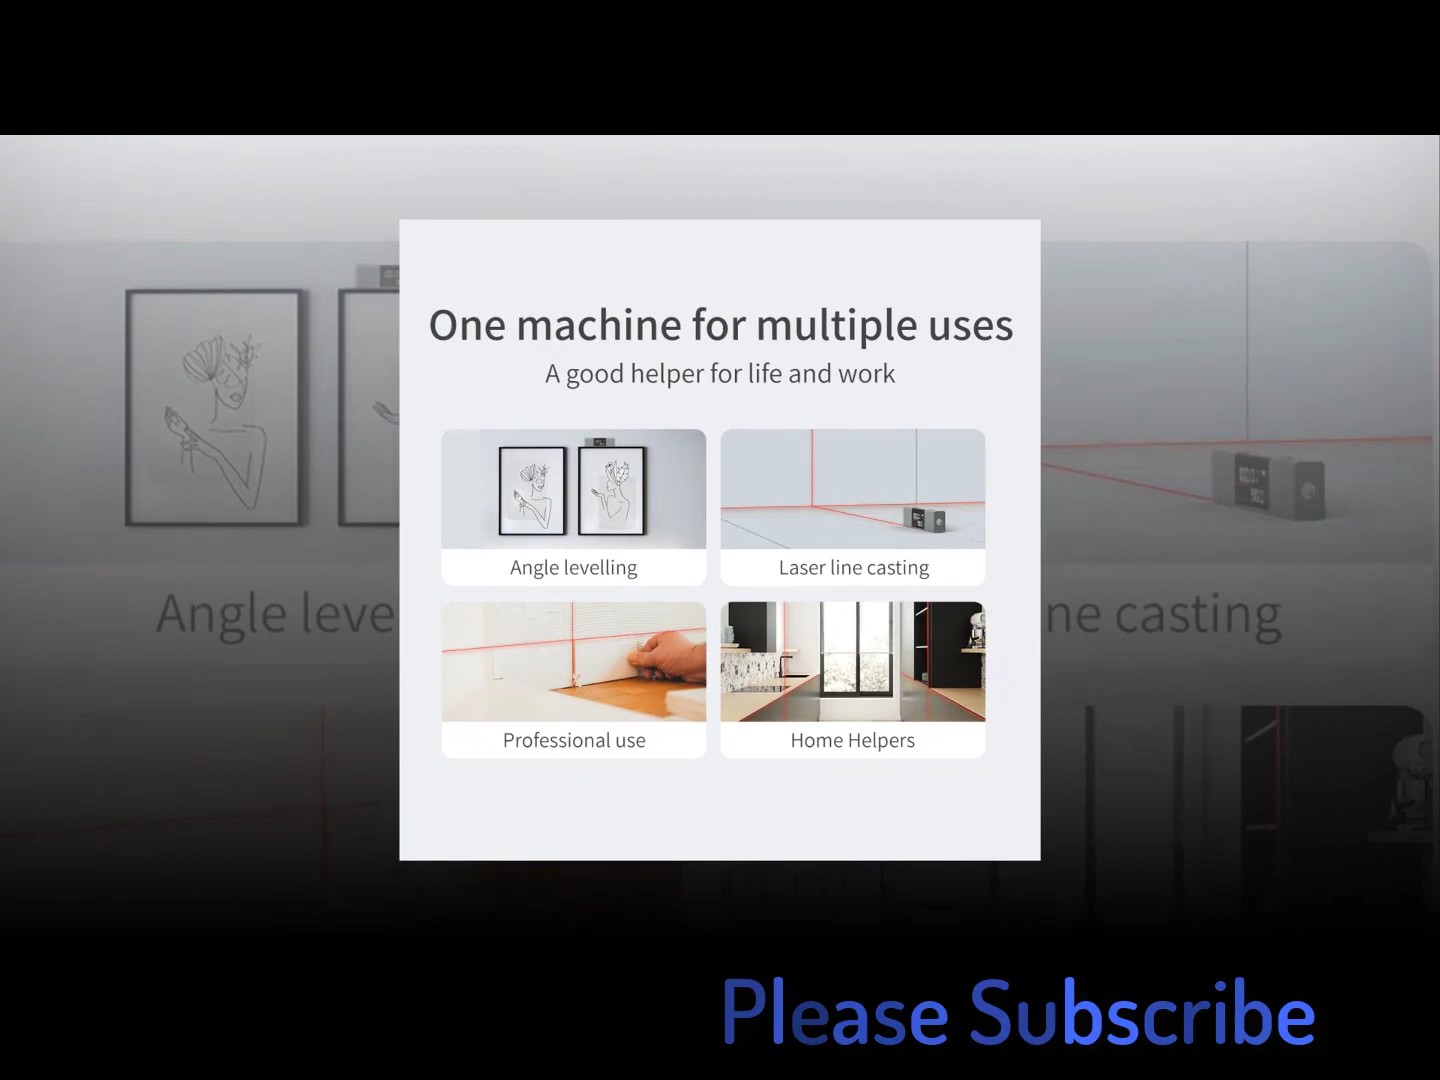 One machine for multiple uses
A good helper for life and work
Angle levelling
Laser line casting
Professional use
Home Helpers
Angle leve
ne casting
Please Subscribe